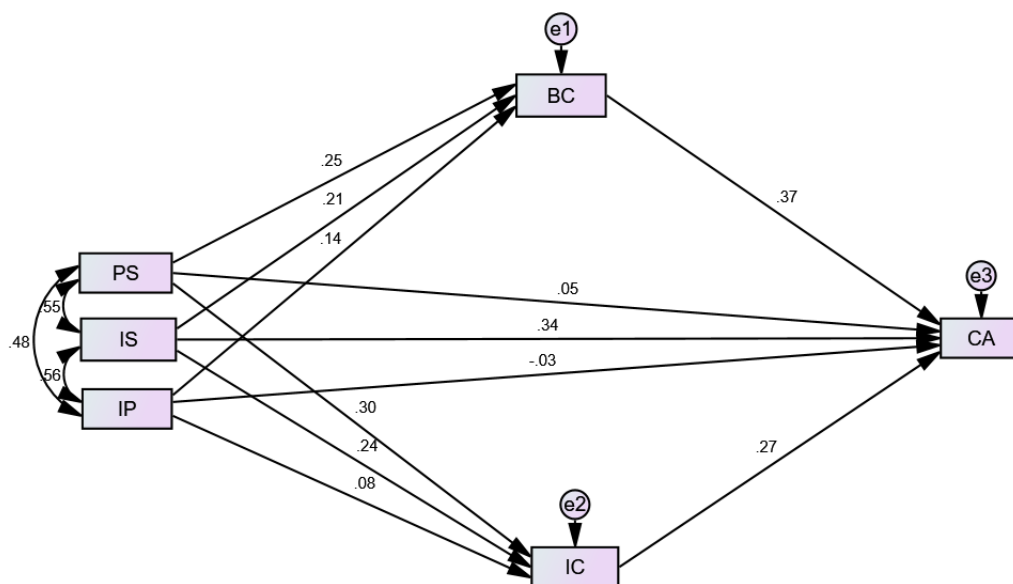 e1
BC
.25
.21
.37
.14
PS
e3
.05
.55
.34
IS
CA
.48
-.03
.56
IP
.30
.24
.27
.08
e2
IC